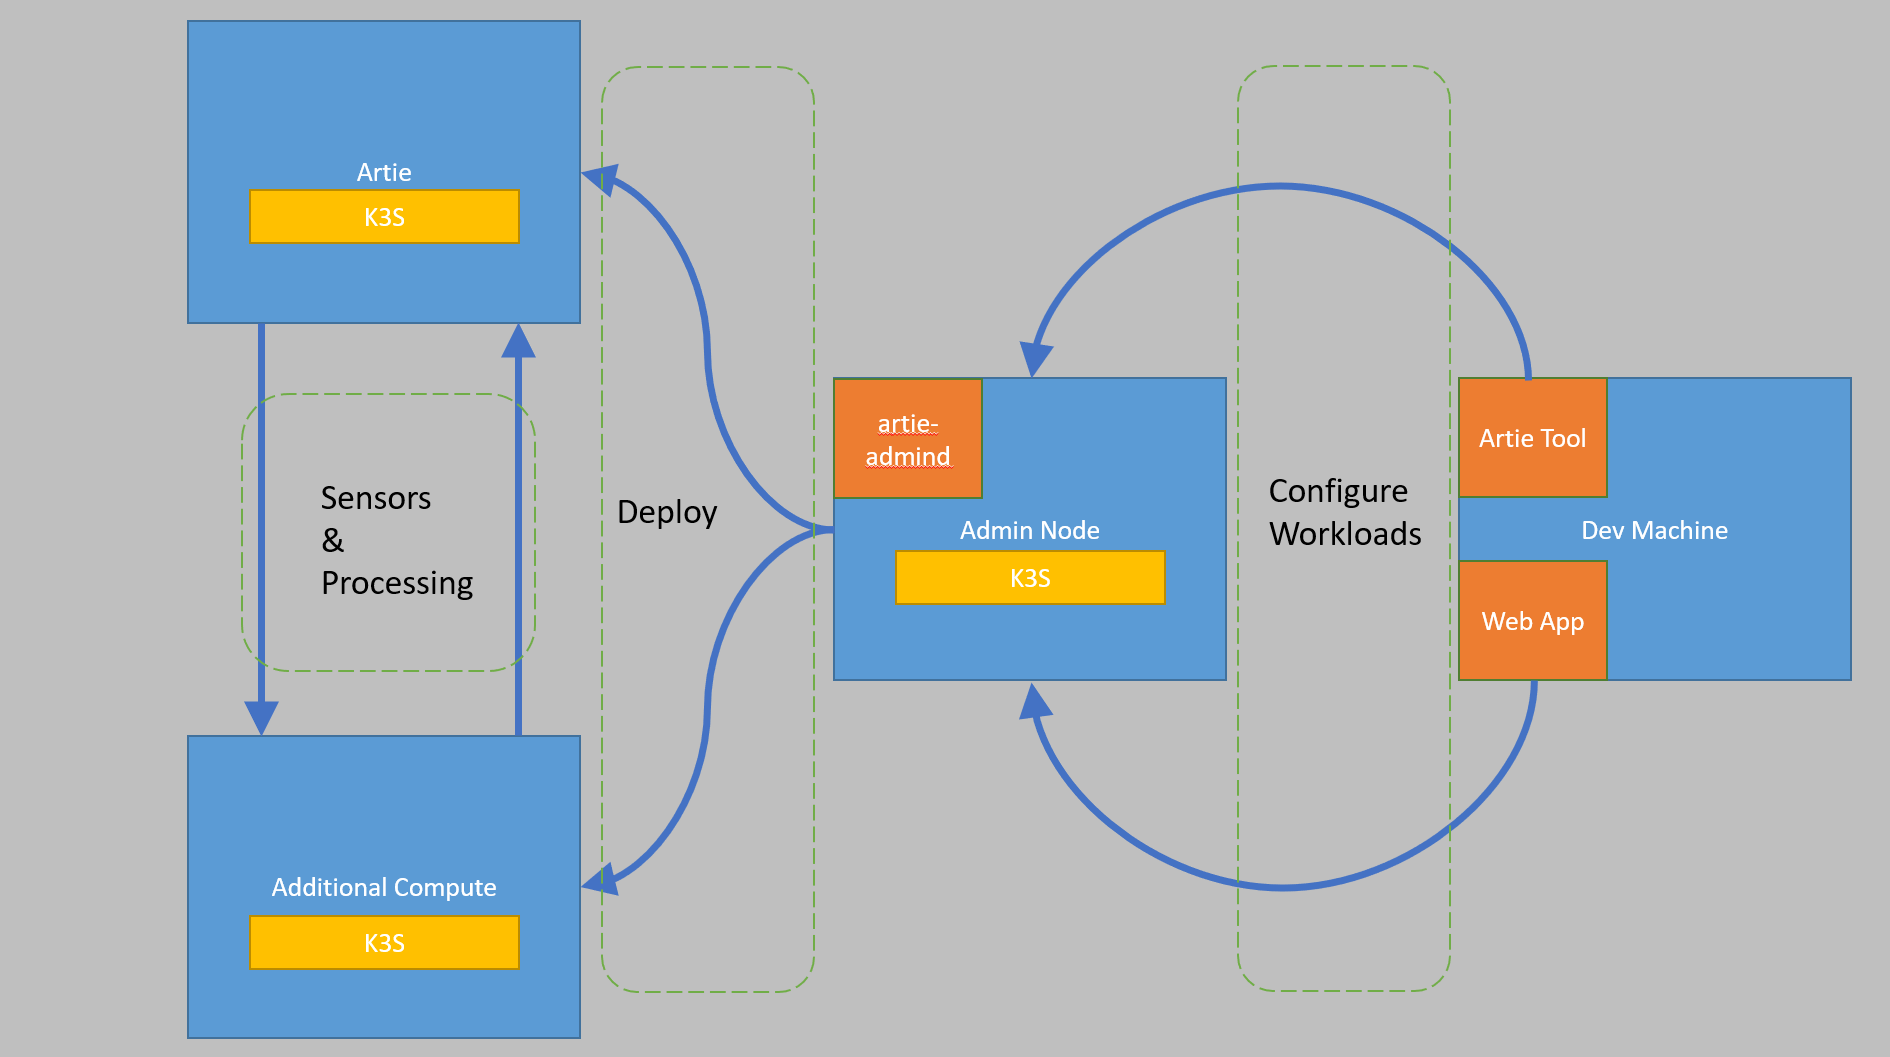 Artie
K3S
Sensors
&
Processing
Additional Compute
K3S
Deploy
artie-
admind
Admin Node
K3S
Configure
Workloads
Artie Tool
Dev Machine
Web App